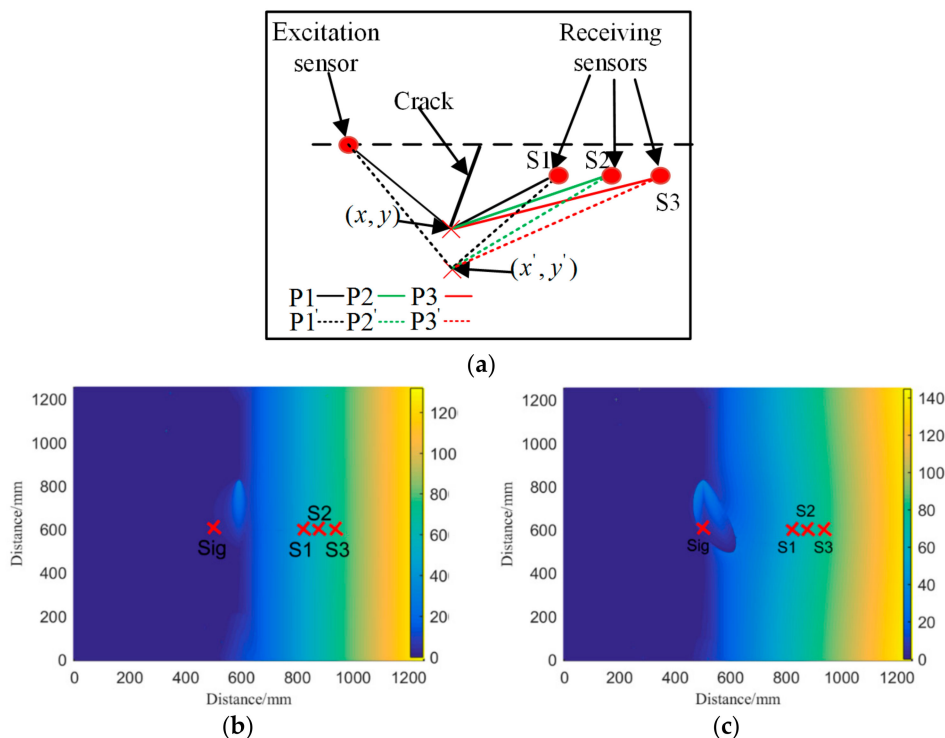 Excitation
sensor
Receiving
sensors
Crack
S1
S2
S3
(x, y)
(x', y')
P1 P2 P3
P1' P2' P3'
(a)
1200
1000
800
600
400
200
0
Distance/mm
0 200 400 600 800 1000 1200
Distance/mm
Sig
S2
S1 S3
120
100
80
60
40
20
0
(b)
1200
1000
800
600
400
200
0
Distance/mm
0 200 400 600 800 1000 1200
Distance/mm
S2
Sig S1 S3
140
120
100
80
60
40
20
0
(c)